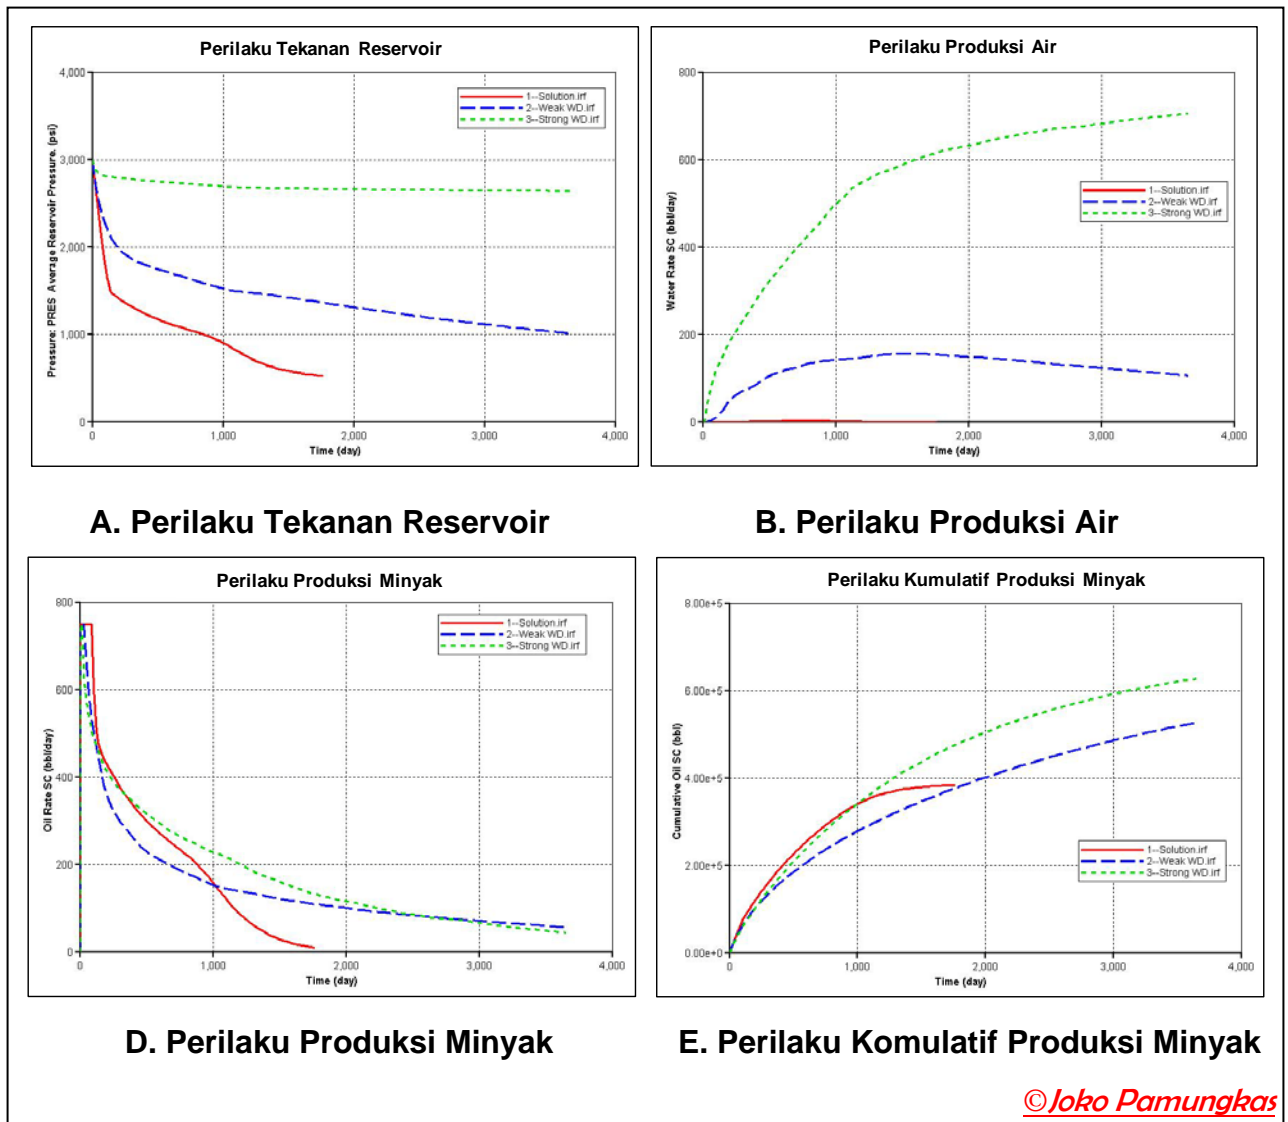 Perilaku Tekanan Reservoir
4,000
3,000
2,000
1,000
0
Pressure: PRES Average Reservoir Pressure. (psi)
1--Solution.irf
2--Weak WD.irf
3--Strong WD.irf
0 1,000 2,000 3,000 4,000
Time (day)
A. Perilaku Tekanan Reservoir
Perilaku Produksi Air
800
600
400
200
0
Water Rate SC (bbl/day)
1--Solution.irf
2--Weak WD.irf
3--Strong WD.irf
0 1,000 2,000 3,000 4,000
Time (day)
B. Perilaku Produksi Air
Perilaku Produksi Minyak
800
600
400
200
0
Oil Rate SC (bbl/day)
1--Solution.irf
2--Weak WD.irf
3--Strong WD.irf
0 1,000 2,000 3,000 4,000
Time (day)
D. Perilaku Produksi Minyak
Perilaku Kumulatif Produksi Minyak
8.00e+5
6.00e+5
4.00e+5
2.00e+5
0.00e+0
Cumulative Oil SC (bbl)
1--Solution.irf
2--Weak WD.irf
3--Strong WD.irf
0 1,000 2,000 3,000 4,000
Time (day)
E. Perilaku Komulatif Produksi Minyak
©Joko Pamungkas